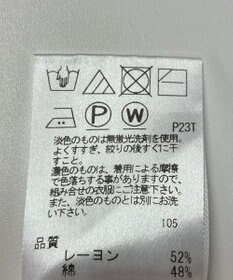 P W
P23T
淡色のものは無蛍光洗剤を使用、
よくすすぎ、絞りの後すぐに干
すこと。
濃色のものは、着用による摩擦
で色落ちする事がありますので、
組み合せの衣服にご注意下さい。
また、淡色のものとは別にお洗
い下さい。
105
品質
レーヨン 52%
綿 48%